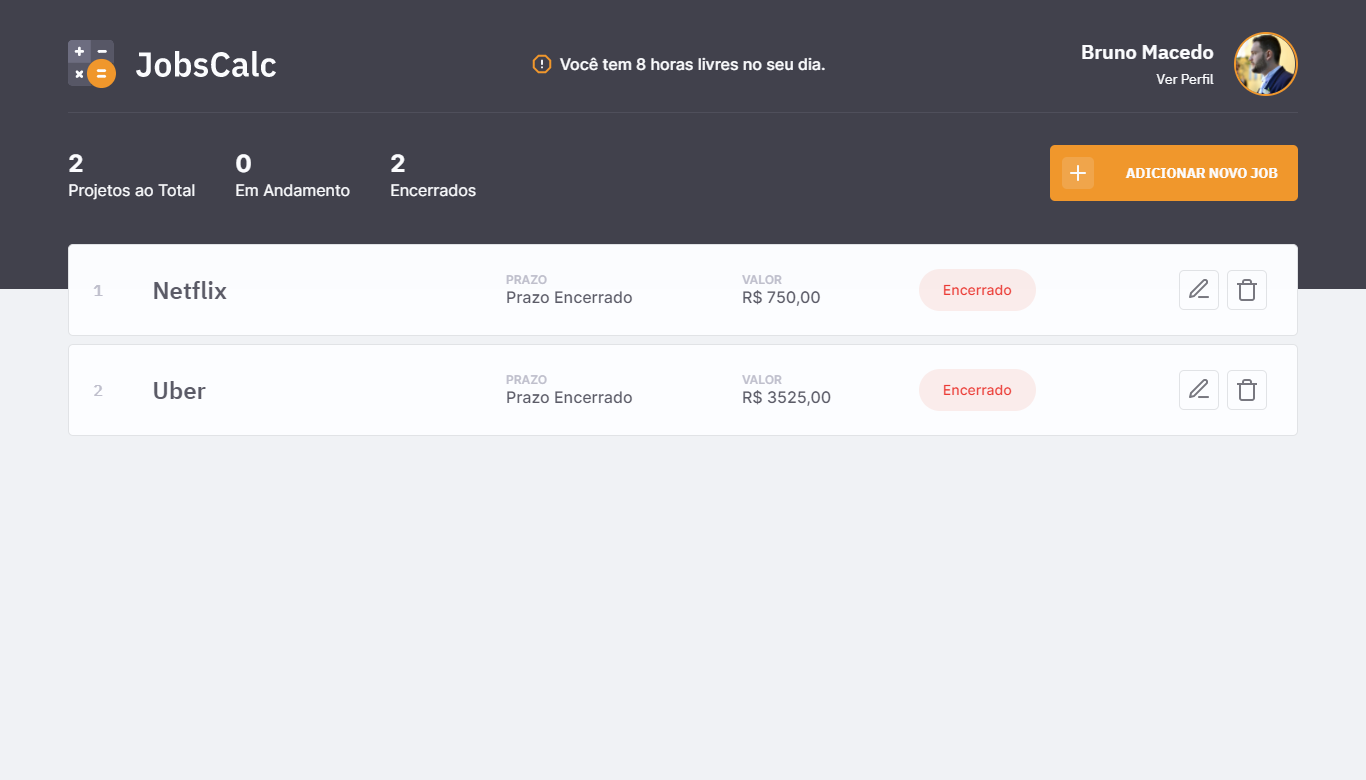 JobsCalc
Você tem 8 horas livres no seu dia.
Bruno Macedo
Ver Perfil
2
Projetos ao Total
0
Em Andamento
2
Encerrados
ADICIONAR NOVO JOB
1
Netflix
PRAZO
Prazo Encerrado
VALOR
R$ 750,00
Encerrado
2
Uber
PRAZO
Prazo Encerrado
VALOR
R$ 3525,00
Encerrado